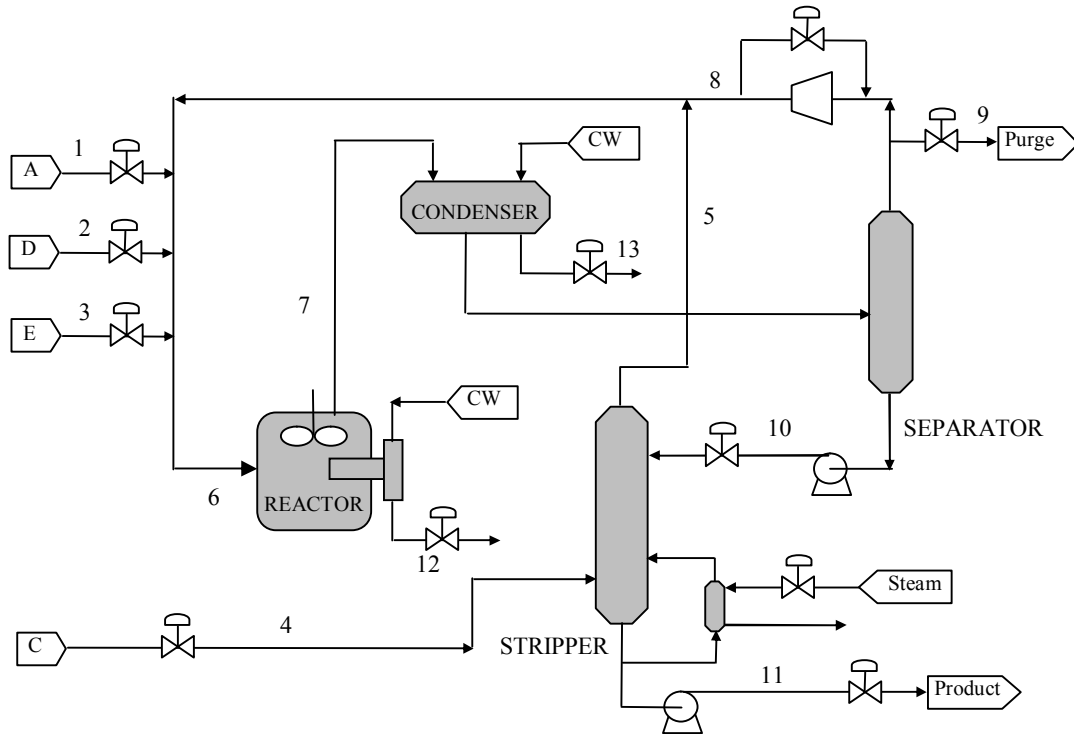 8
9
Purge
1
A
CW
CONDENSER
5
2
D
13
7
3
E
CW
10
SEPARATOR
REACTOR
6
12
Steam
4
C
STRIPPER
11
Product